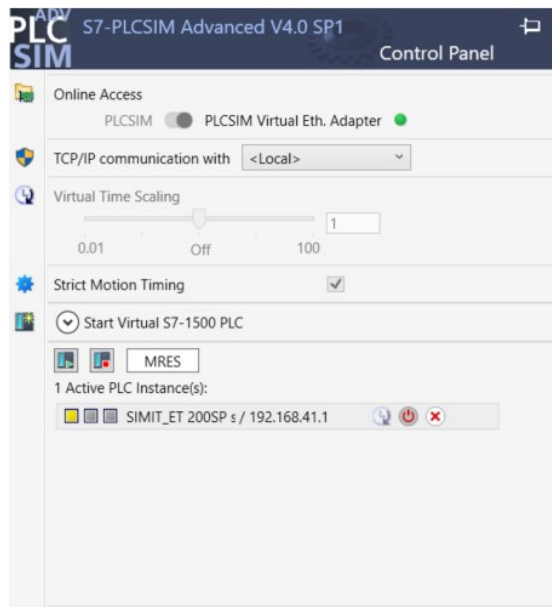 PLC ADV
SIM
S7-PLCSIM Advanced V4.0 SP1
Control Panel
Online Access
PLCSIM PLCSIM Virtual Eth. Adapter
TCP/IP communication with <Local>
Virtual Time Scaling
1
0.01 Off 100
Strict Motion Timing
Start Virtual S7-1500 PLC
MRES
1 Active PLC Instance(s):
SIMIT_ET 200SP s / 192.168.41.1